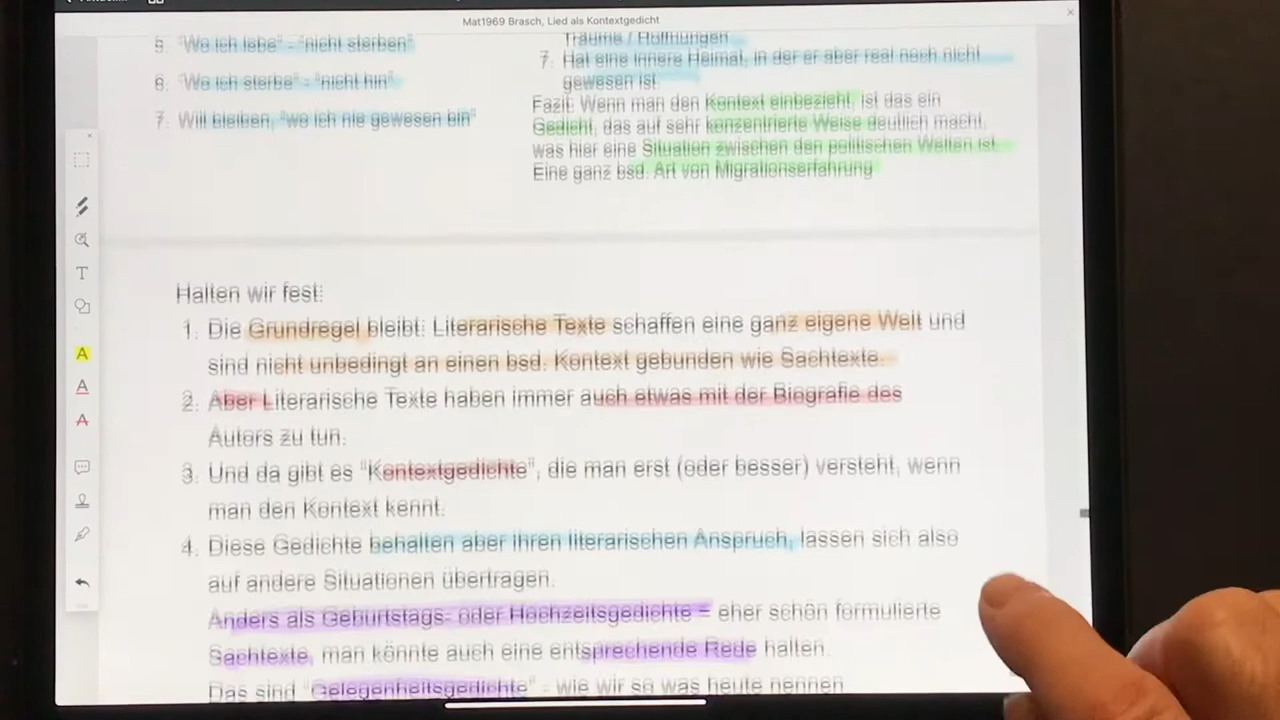 Mat1969 Brasch, Lied als Kontextgedicht
5. "Wo ich lebe" - "nicht sterben"
6. "Wo ich sterbe" - "nicht hin"
7. Will bleiben, "wo ich nie gewesen bin"
Träume / Hoffnungen
7. Hat eine innere Heimat, in der er aber real noch nicht
gewesen ist.
Fazit: Wenn man den Kontext einbezieht, ist das ein
Gedicht, das auf sehr konzentrierte Weise deutlich macht,
was hier eine Situation zwischen den politischen Welten ist.
Eine ganz bsd. Art von Migrationserfahrung
Halten wir fest:
1. Die Grundregel bleibt: Literarische Texte schaffen eine ganz eigene Welt und
sind nicht unbedingt an einen bsd. Kontext gebunden wie Sachtexte.
2. Aber Literarische Texte haben immer auch etwas mit der Biografie des
Autors zu tun.
3. Und da gibt es "Kontextgedichte", die man erst (oder besser) versteht, wenn
man den Kontext kennt.
4. Diese Gedichte behalten aber ihren literarischen Anspruch, lassen sich also
auf andere Situationen übertragen.
Anders als Geburtstags- oder Hochzeitsgedichte = eher schön formulierte
Sachtexte, man könnte auch eine entsprechende Rede halten.
Das sind "Gelegenheitsgedichte" - wie wir so was heute nennen
T
A
A
A